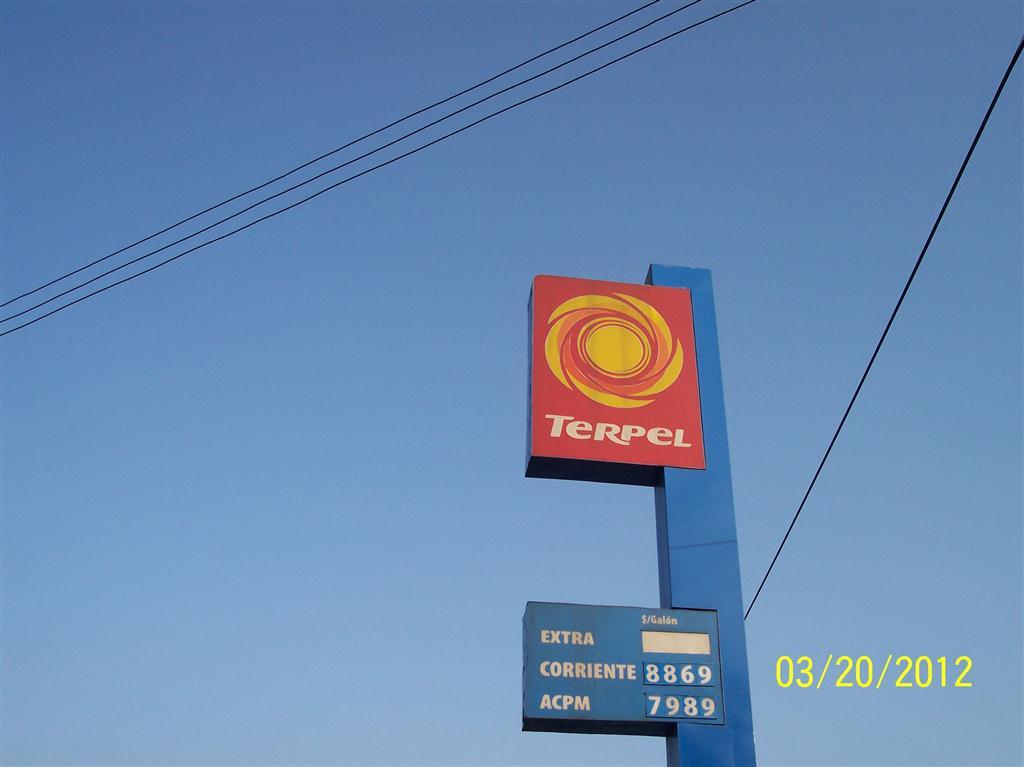 Terpel
$/Galón
EXTRA
CORRIENTE 8869
ACPM 7989
03/20/2012